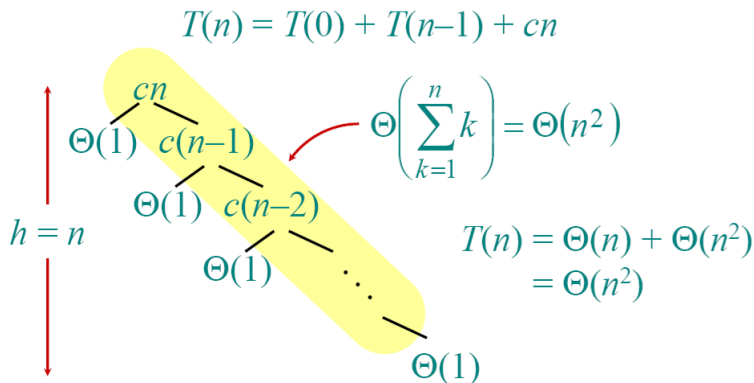 T(n) = T(0) + T(n–1) + cn
cn
Θ(1) c(n–1)
Θ(1) c(n–2)
Θ(1) ⋱
Θ(1)
h = n
Θ(∑_{k=1}^{n} k) = Θ(n²)
T(n) = Θ(n) + Θ(n²)
= Θ(n²)